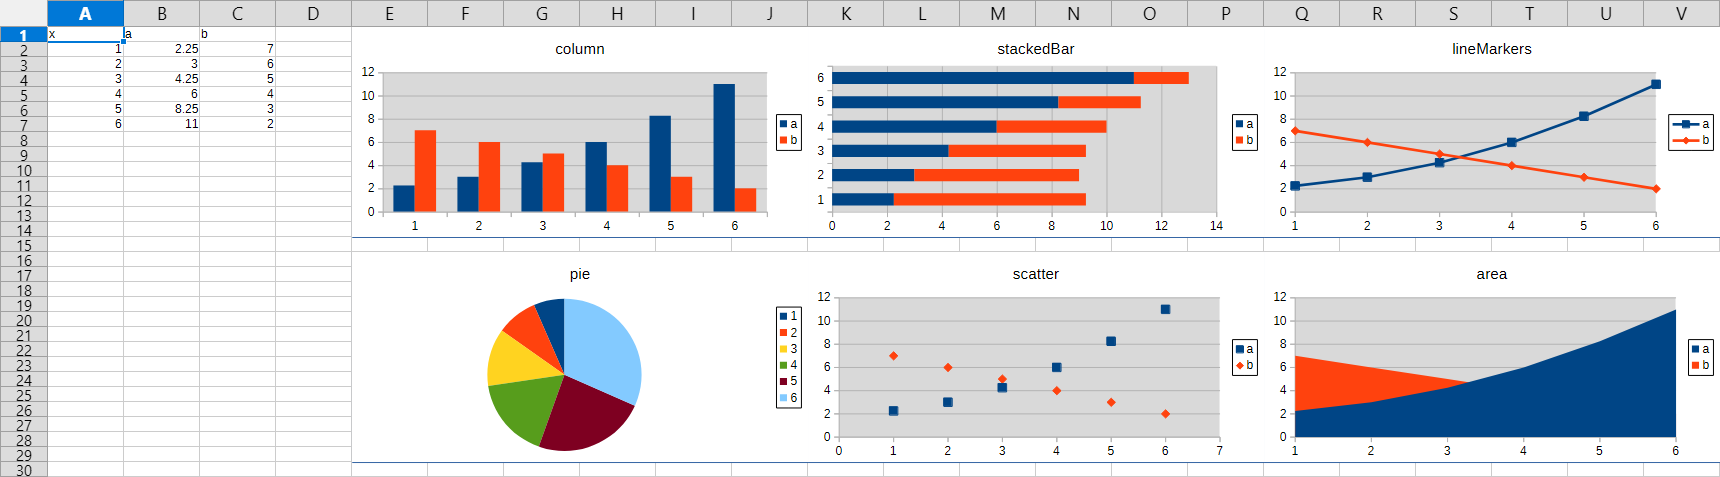 A B C D E F G H I J K L M N O P Q R S T U V
1 x a b
2 1 2.25 7
3 2 3 6
4 3 4.25 5
5 4 6 4
6 5 8.25 3
7 6 11 2
8
9
10
11
12
13
14
15
16
17
18
19
20
21
22
23
24
25
26
27
28
29
30
column
12
10
8
6
4
2
0
1 2 3 4 5 6
a
b
stackedBar
6
5
4
3
2
1
0 2 4 6 8 10 12 14
a
b
lineMarkers
12
10
8
6
4
2
0
1 2 3 4 5 6
a
b
pie
1
2
3
4
5
6
scatter
12
10
8
6
4
2
0
0 1 2 3 4 5 6 7
a
b
area
12
10
8
6
4
2
0
1 2 3 4 5 6
a
b